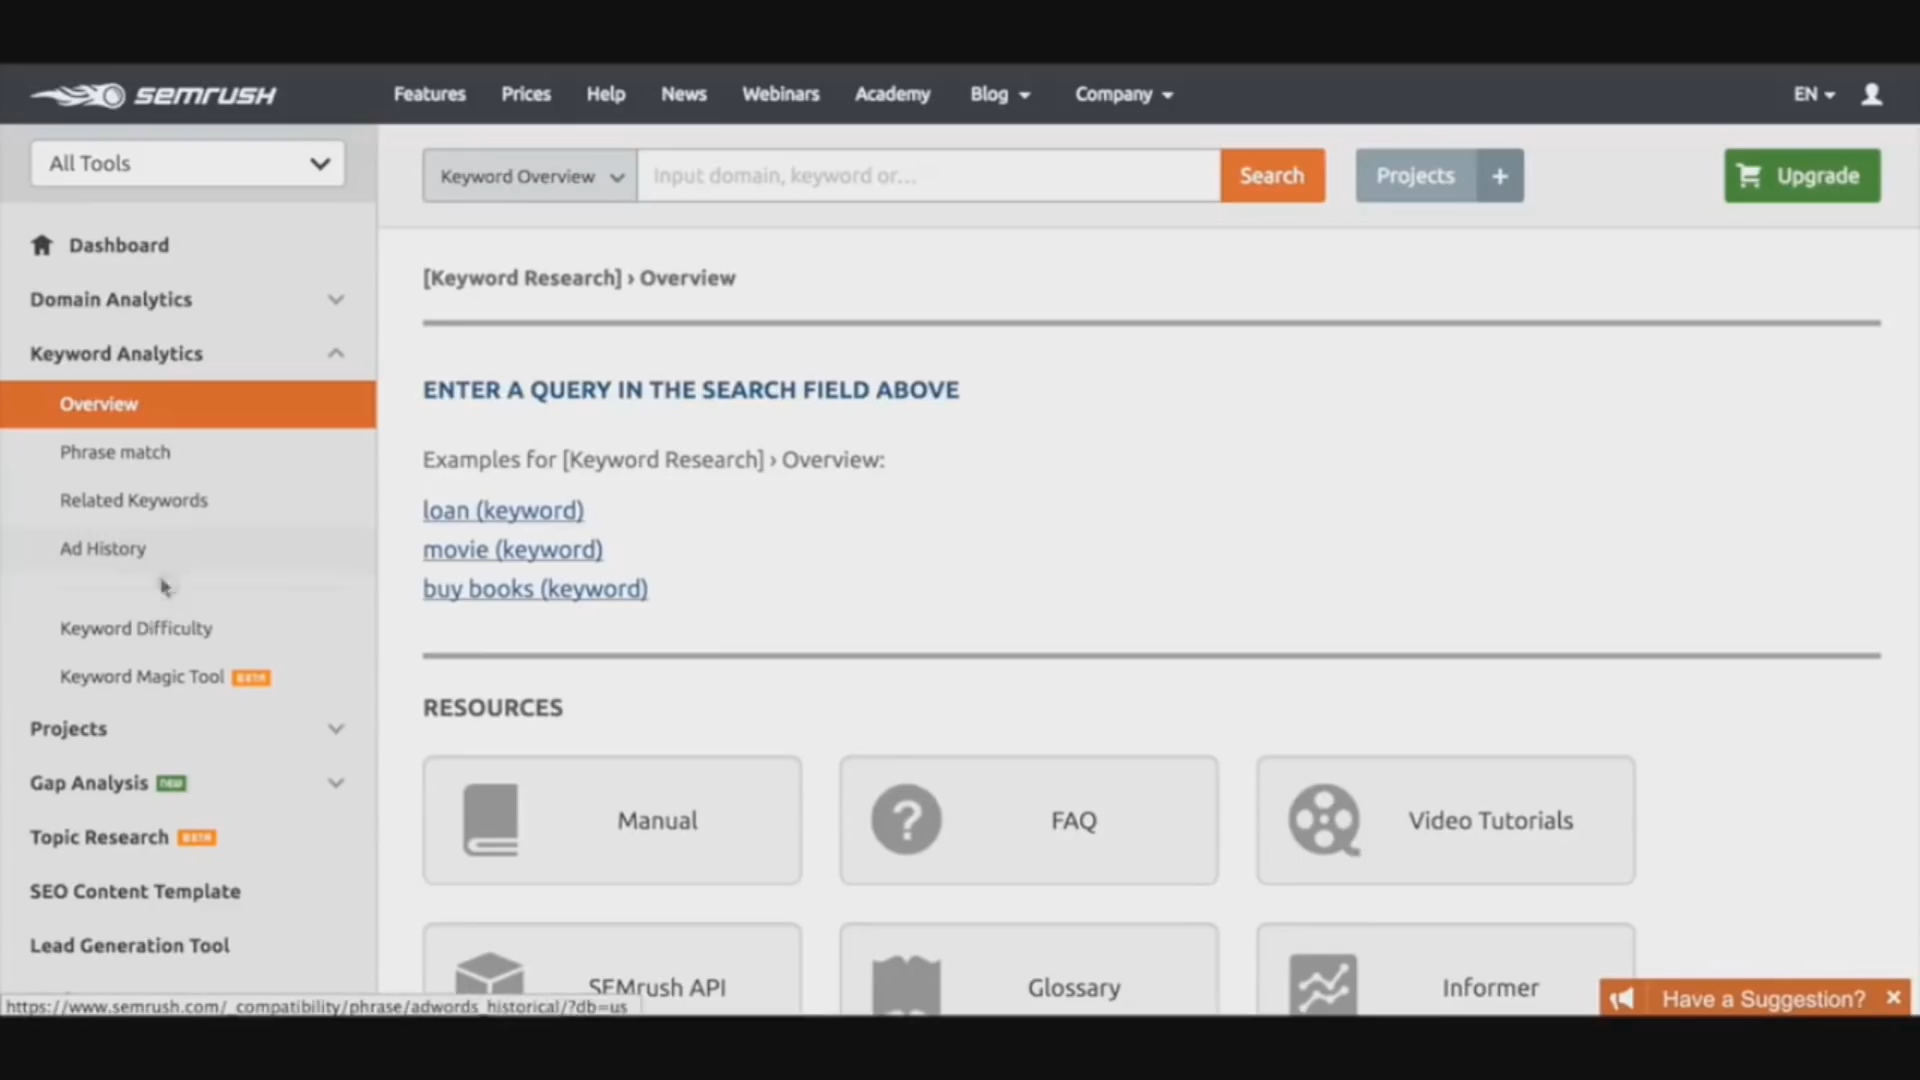 SEMRUSH
Features Prices Help News Webinars Academy Blog Company EN
All Tools
Keyword Overview Input domain, keyword or... Search Projects + Upgrade
Dashboard
Domain Analytics
Keyword Analytics
Overview
Phrase match
Related Keywords
Ad History
Keyword Difficulty
Keyword Magic Tool BETA
Projects
Gap Analysis new
Topic Research BETA
SEO Content Template
Lead Generation Tool
[Keyword Research] › Overview
ENTER A QUERY IN THE SEARCH FIELD ABOVE
Examples for [Keyword Research] › Overview:
loan (keyword)
movie (keyword)
buy books (keyword)
RESOURCES
Manual FAQ Video Tutorials
SEMrush API Glossary Informer
https://www.semrush.com/_compatibility/phrase/adwords_historical/?db=us
Have a Suggestion? ×